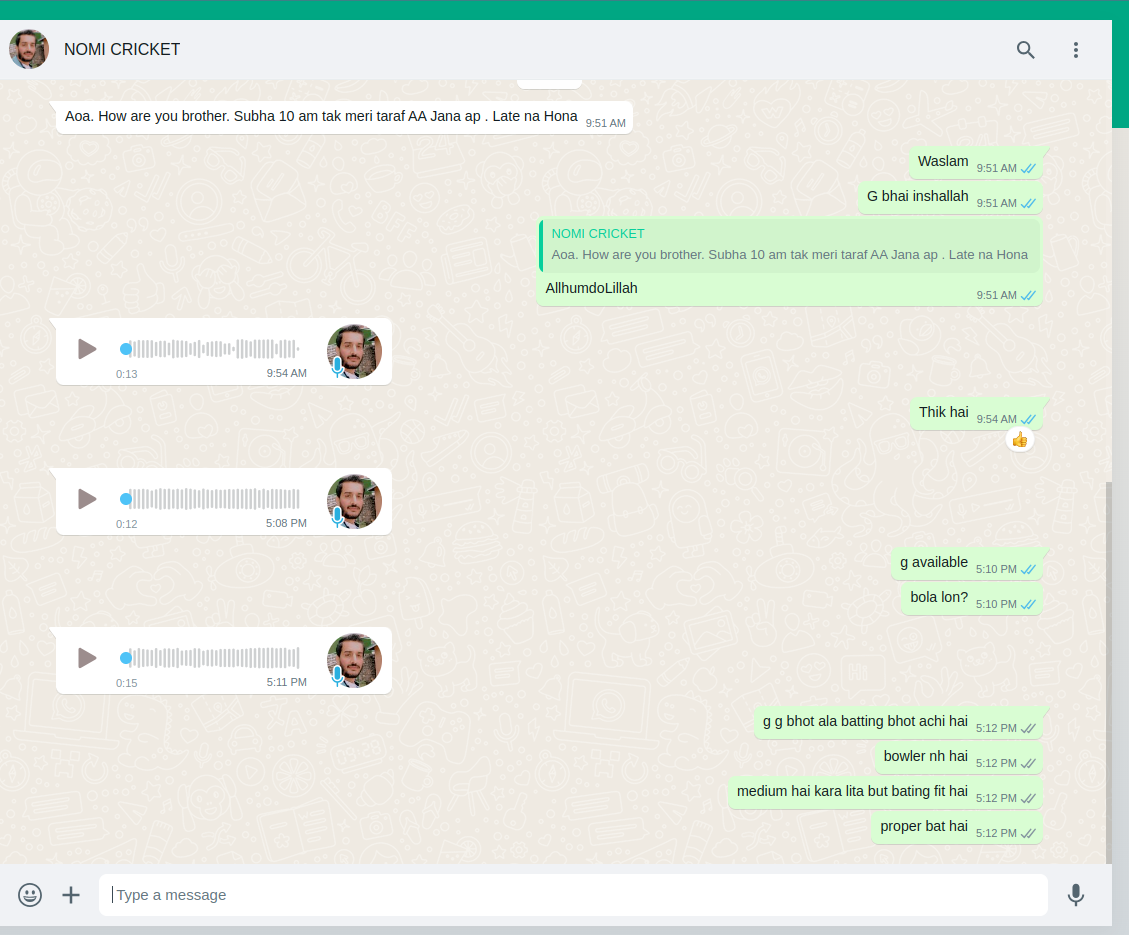 NOMI CRICKET
Aoa. How are you brother. Subha 10 am tak meri taraf AA Jana ap . Late na Hona 9:51 AM
Waslam 9:51 AM
G bhai inshallah 9:51 AM
NOMI CRICKET
Aoa. How are you brother. Subha 10 am tak meri taraf AA Jana ap . Late na Hona
AllhumdoLillah 9:51 AM
0:13 9:54 AM
Thik hai 9:54 AM
0:12 5:08 PM
g available 5:10 PM
bola lon? 5:10 PM
0:15 5:11 PM
g g bhot ala batting bhot achi hai 5:12 PM
bowler nh hai 5:12 PM
medium hai kara lita but bating fit hai 5:12 PM
proper bat hai 5:12 PM
Type a message